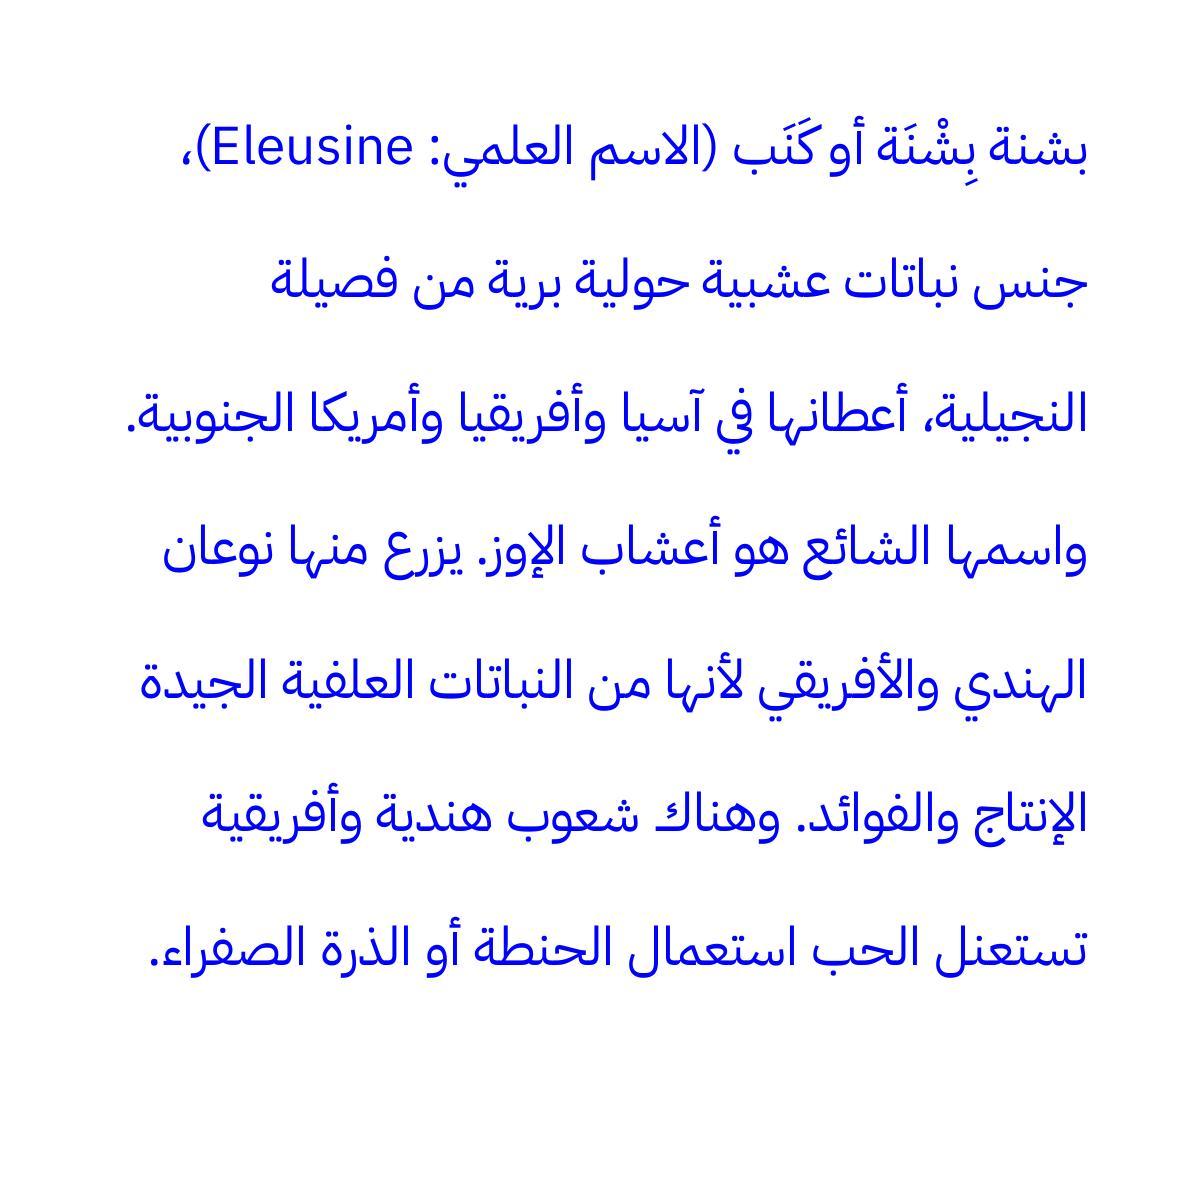 بشنة بِشْنَة أو كَنَب (الاسم العلمي: Eleusine)،
جنس نباتات عشبية حولية برية من فصيلة
النجيلية، أعطانها في آسيا وأفريقيا وأمريكا الجنوبية.
واسمها الشائع هو أعشاب الإوز. يزرع منها نوعان
الهندي والأفريقي لأنها من النباتات العلفية الجيدة
الإنتاج والفوائد. وهناك شعوب هندية وأفريقية
تستعنل الحب استعمال الحنطة أو الذرة الصفراء.